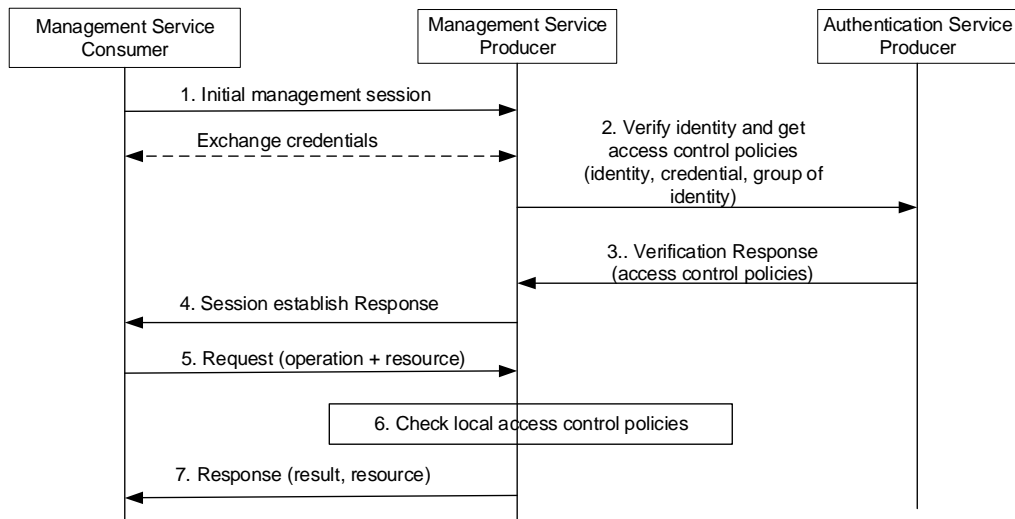 Management Service
Consumer
Management Service
Producer
Authentication Service
Producer
1. Initial management session
Exchange credentials
2. Verify identity and get
access control policies
(identity, credential, group of
identity)
3.. Verification Response
(access control policies)
4. Session establish Response
5. Request (operation + resource)
6. Check local access control policies
7. Response (result, resource)